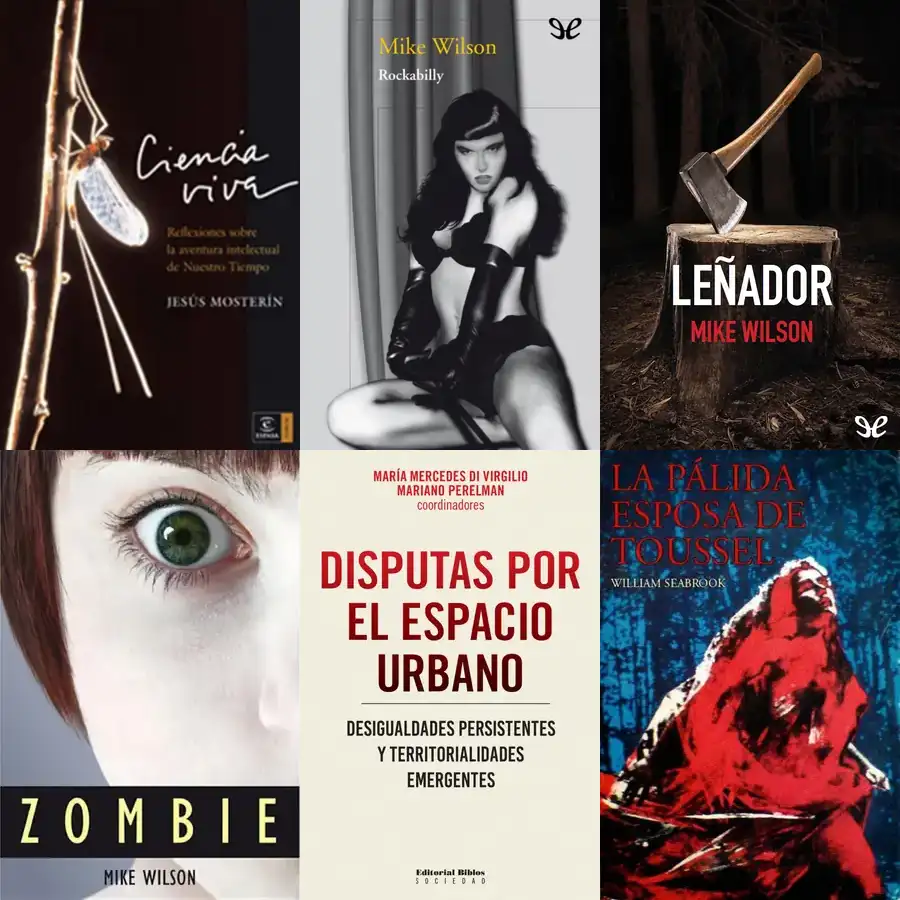 Ciencia
viva
Reflexiones sobre
la aventura intelectual
de Nuestro Tiempo
JESÚS MOSTERÍN
ESPASA
Mike Wilson
Rockabilly
LEÑADOR
MIKE WILSON
ZOMBIE
MIKE WILSON
MARÍA MERCEDES DI VIRGILIO
MARIANO PERELMAN
coordinadores
DISPUTAS POR
EL ESPACIO
URBANO
DESIGUALDADES PERSISTENTES
Y TERRITORIALIDADES
EMERGENTES
Editorial Biblos
SOCIEDAD
LA PÁLIDA
ESPOSA DE
TOUSSEL
WILLIAM SEABROOK